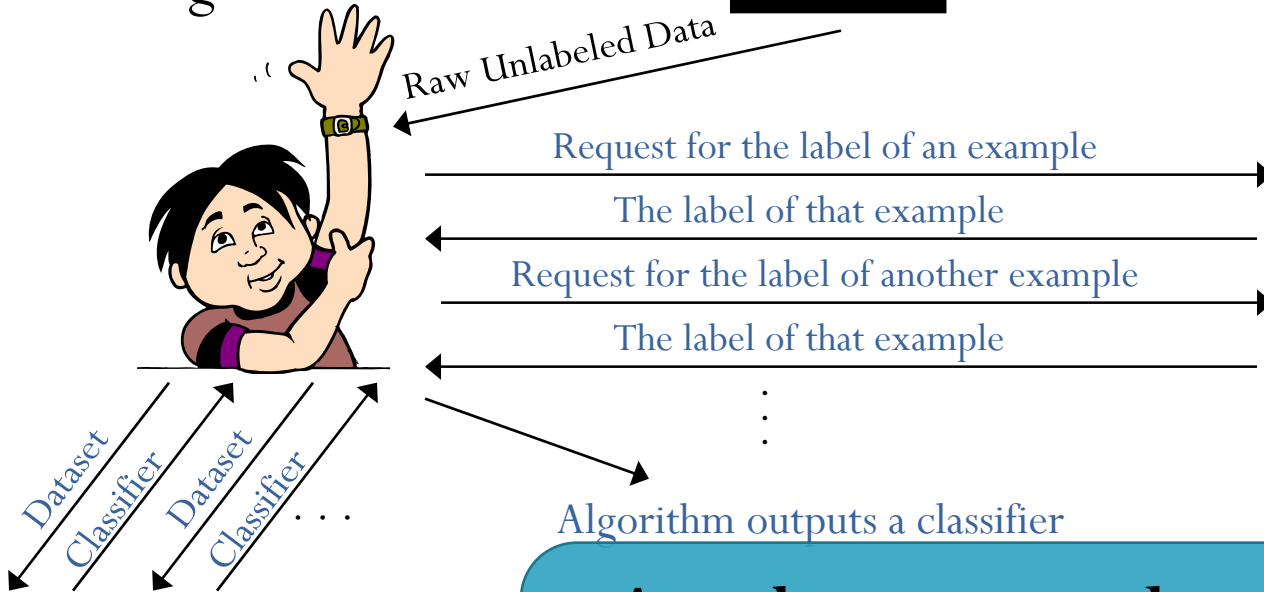 Raw Unlabeled Data
Request for the label of an example
The label of that example
Request for the label of another example
The label of that example
.
.
.
Dataset
Classifier
Dataset
Classifier
. . .
Algorithm outputs a classifier